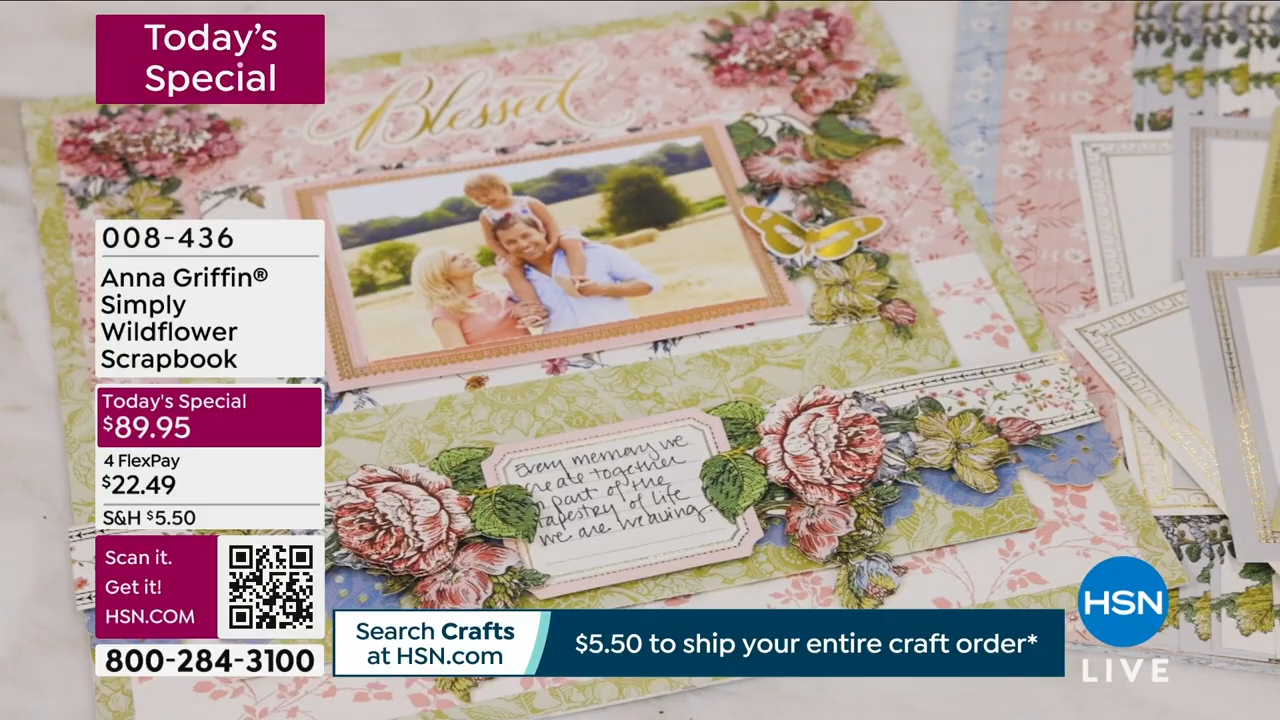 Today's
Special
Blessed
008-436
Anna Griffin®
Simply
Wildflower
Scrapbook
Today's Special
$89.95
4 FlexPay
$22.49
S&H $5.50
Scan it.
Get it!
HSN.COM
800-284-3100
Every memory we
create together
part of the
tapestry of life
we are weaving.
Search Crafts
at HSN.com
$5.50 to ship your entire craft order*
HSN
LIVE